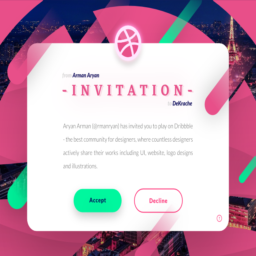 from Arman Aryan
- INVITATION -
to DeKrache
Aryan Arman (@rmanryan) has invited you to play on Dribbble
- the best community for designers, where countless designers
actively share their works including UI, website, logo designs
and illustrations.
Accept
Decline